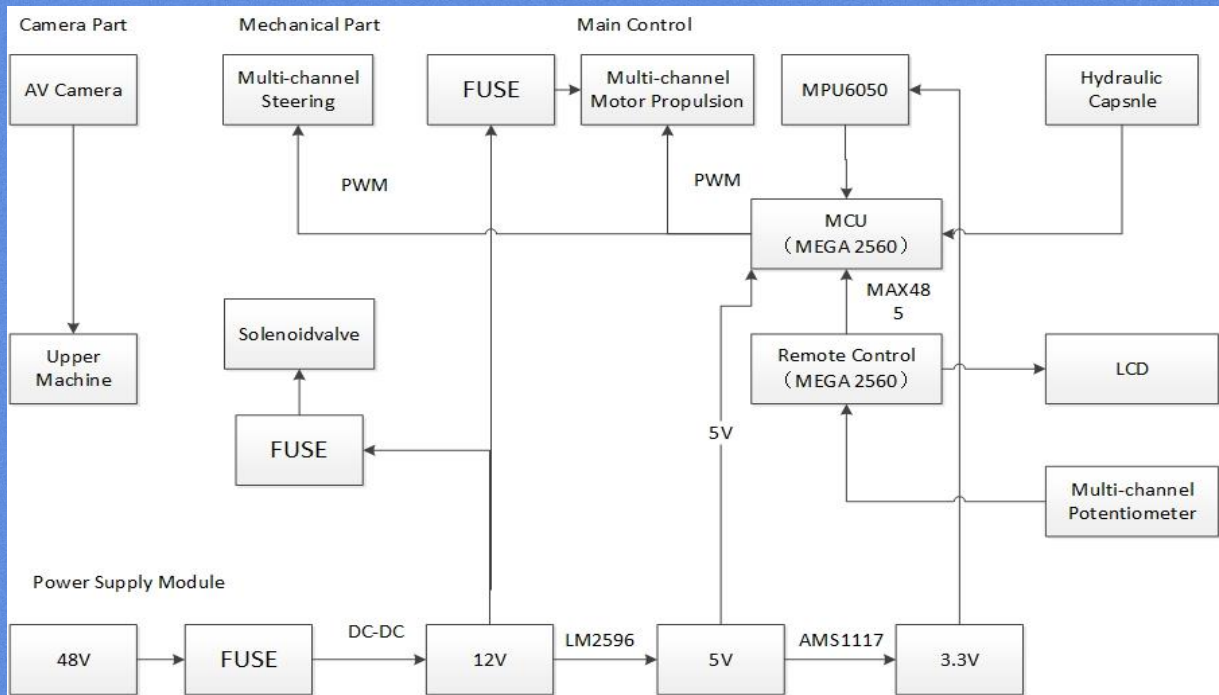 Camera Part
Mechanical Part
Main Control
AV Camera
Multi-channel
Steering
FUSE
Multi-channel
Motor Propulsion
MPU6050
Hydraulic
Capsnle
PWM
PWM
MCU
（MEGA 2560）
MAX48
5
Solenoidvalve
Upper
Machine
Remote Control
（MEGA 2560）
LCD
5V
FUSE
Multi-channel
Potentiometer
Power Supply Module
48V
FUSE
DC-DC
12V
LM2596
5V
AMS1117
3.3V